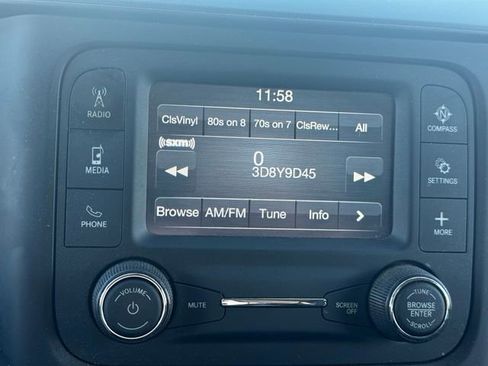 11:58
ClsVinyl 80s on 8 70s on 7 ClsRew... All
((sxm))
0
3D8Y9D45
Browse AM/FM Tune Info >
RADIO
MEDIA
PHONE
N
COMPASS
SETTINGS
+
MORE
VOLUME
MUTE
SCREEN
OFF
TUNE
BROWSE
ENTER
SCROLL